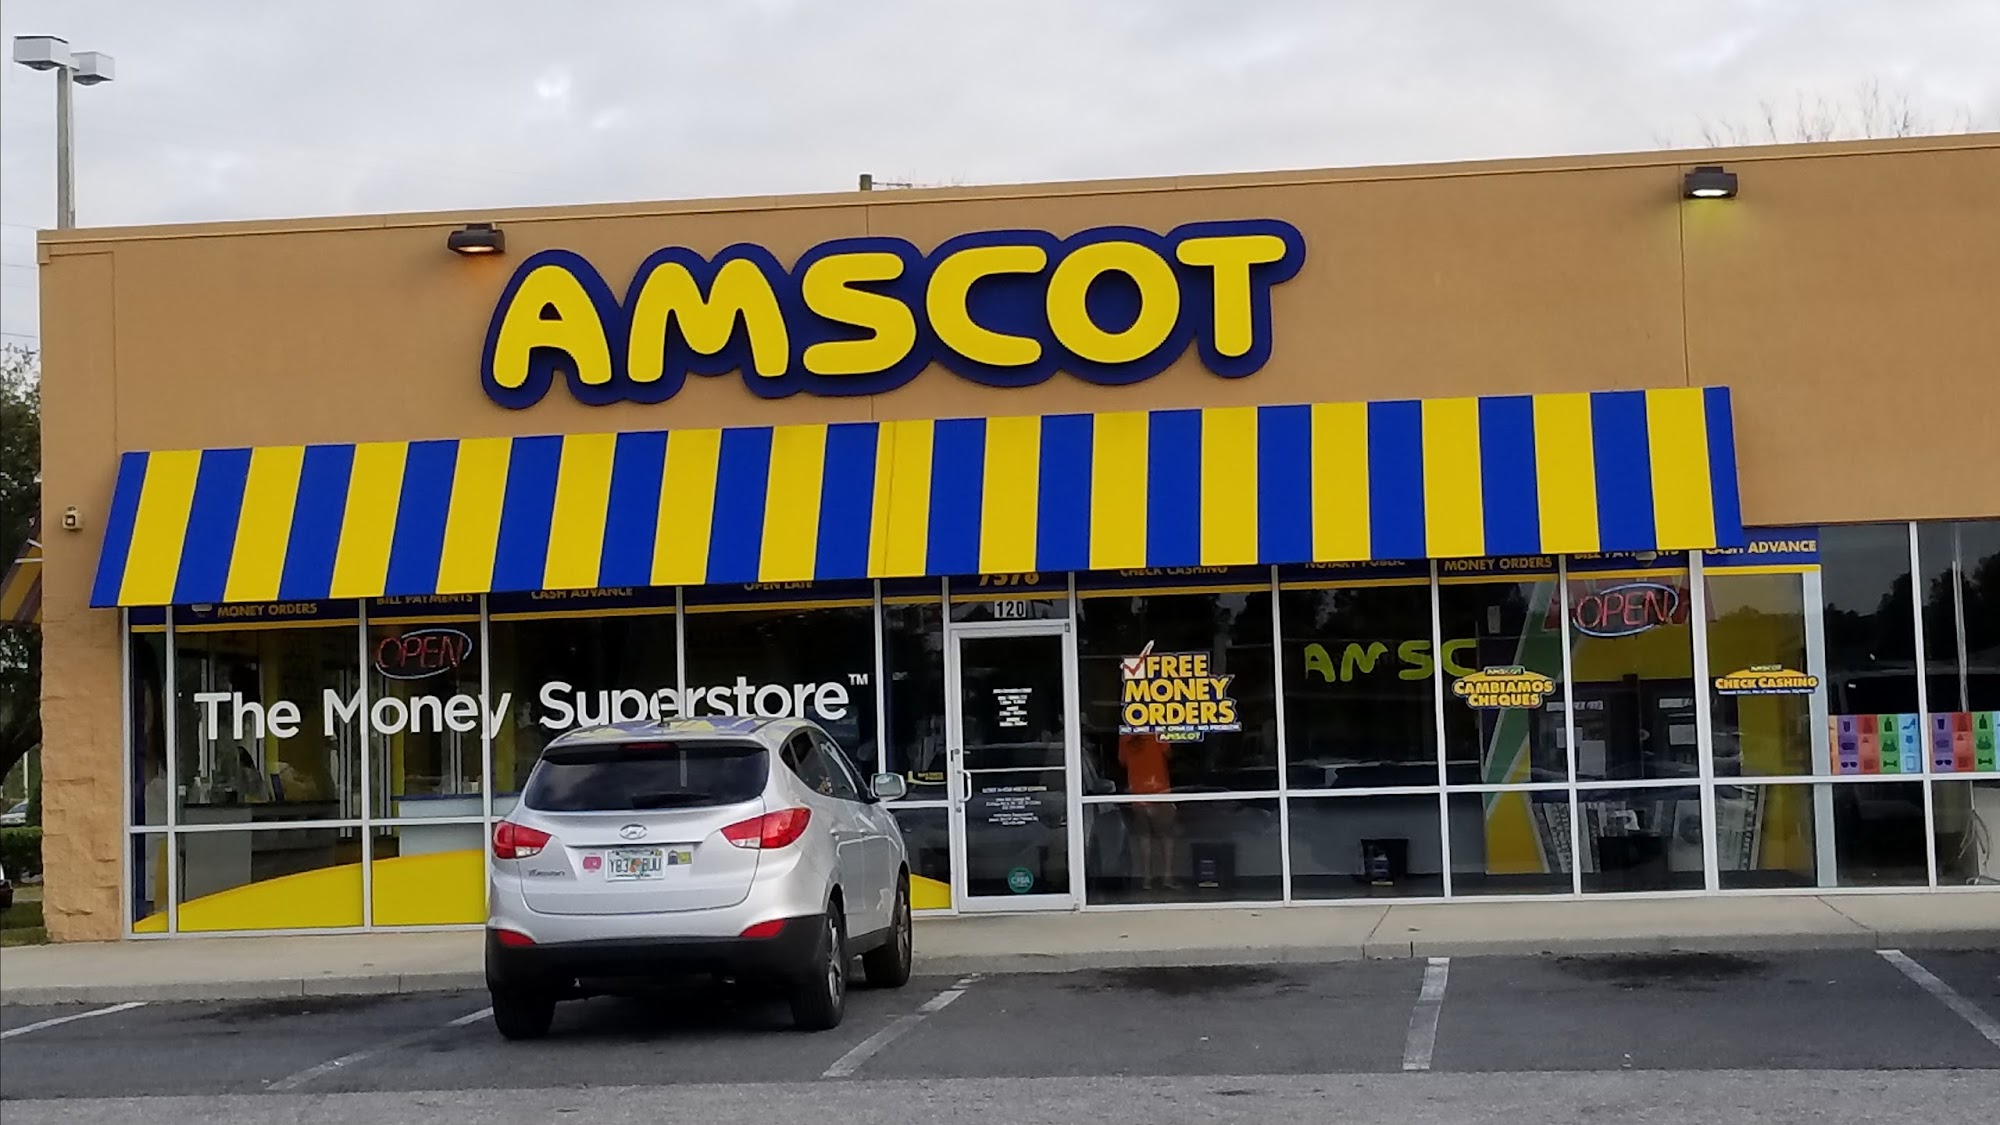 AMSCOT
MONEY ORDERS
BILL PAYMENTS
CASH ADVANCE
OPEN LATE
7578
CHECK CASHING
NOTARY PUBLIC
MONEY ORDERS
BILL PAYMENTS
CASH ADVANCE
120
OPEN
OPEN
The Money Superstore™
FREE
MONEY
ORDERS
AMSCOT
AMSC
AMSCOT
CAMBIAMOS
CHEQUES
AMSCOT
CHECK CASHING